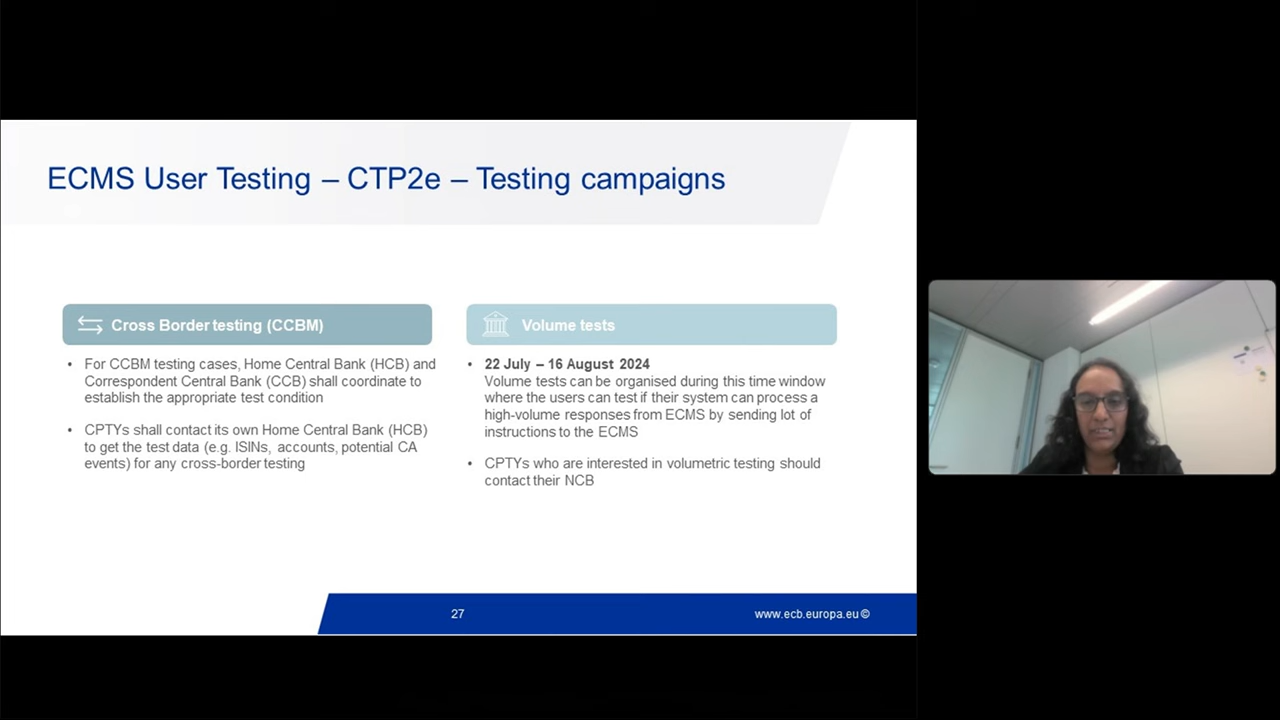 ECMS User Testing – CTP2e – Testing campaigns
Cross Border testing (CCBM)
• For CCBM testing cases, Home Central Bank (HCB) and
Correspondent Central Bank (CCB) shall coordinate to
establish the appropriate test condition
• CPTYs shall contact its own Home Central Bank (HCB)
to get the test data (e.g. ISINs, accounts, potential CA
events) for any cross-border testing
Volume tests
• 22 July – 16 August 2024
Volume tests can be organised during this time window
where the users can test if their system can process a
high-volume responses from ECMS by sending lot of
instructions to the ECMS
• CPTYs who are interested in volumetric testing should
contact their NCB
27
www.ecb.europa.eu©